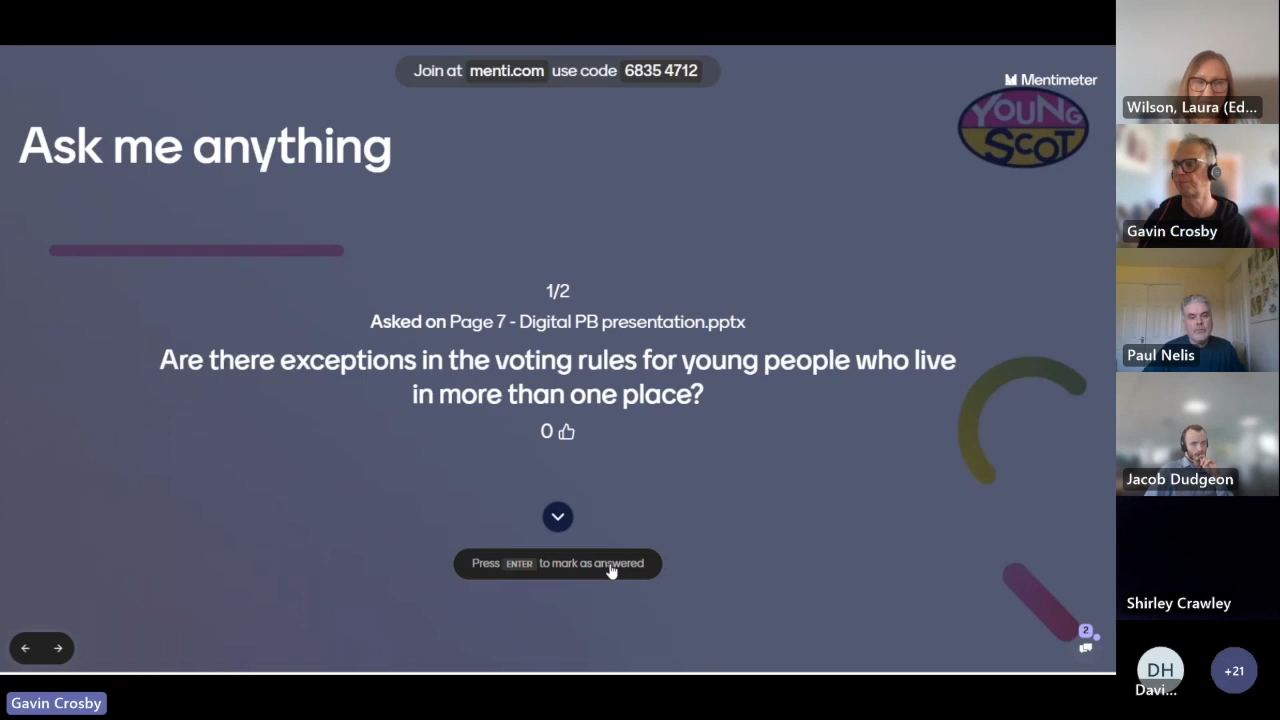 Join at menti.com use code 6835 4712
Mentimeter
YOUNG
SCOT
Ask me anything
1/2
Asked on Page 7 - Digital PB presentation.pptx
Are there exceptions in the voting rules for young people who live
in more than one place?
0
Press ENTER to mark as answered
2
Gavin Crosby
Wilson, Laura (Ed...
Gavin Crosby
Paul Nelis
Jacob Dudgeon
Shirley Crawley
DH
Davi...
+21